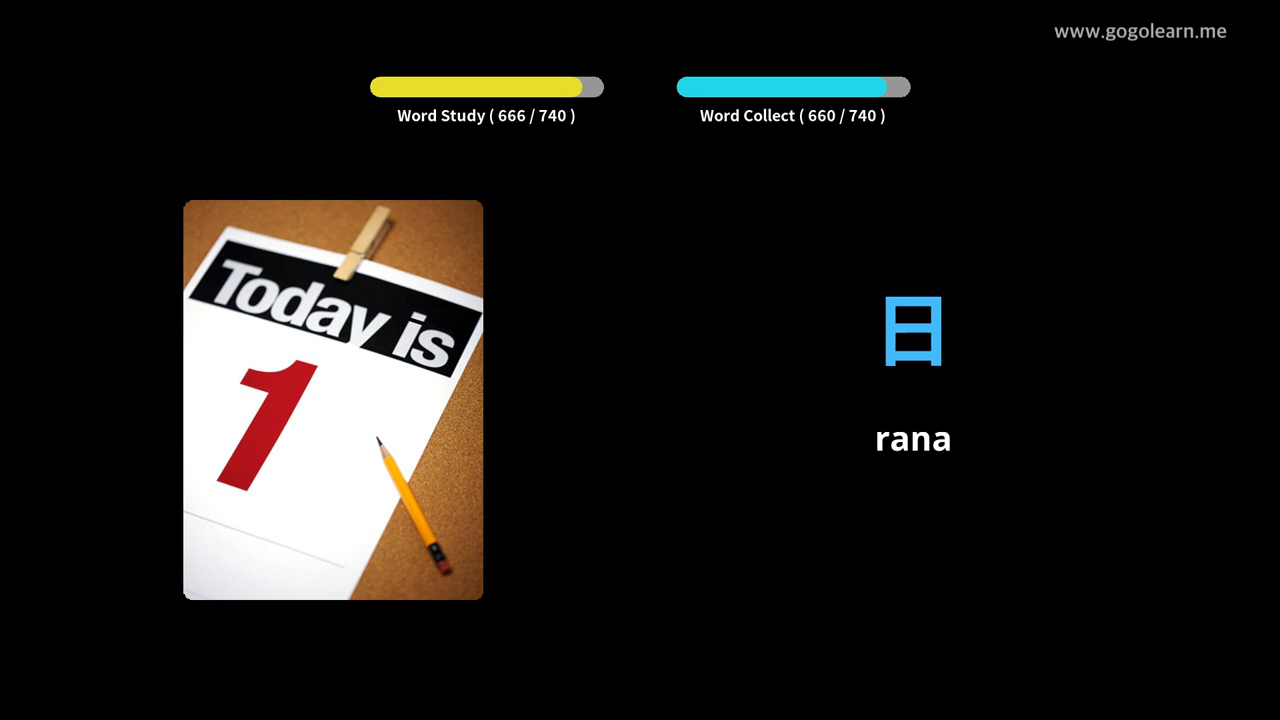 www.gogolearn.me
Word Study ( 666 / 740 )
Word Collect ( 660 / 740 )
Today is
1
日
rana